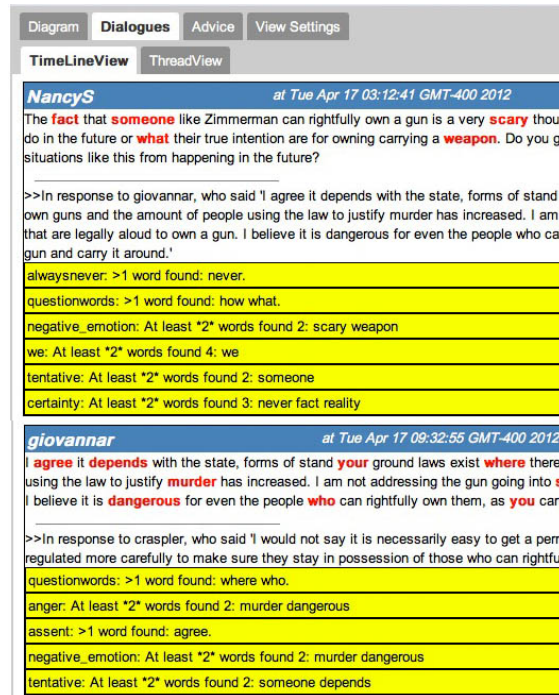 Diagram Dialogues Advice View Settings
TimeLineView ThreadView
NancyS at Tue Apr 17 03:12:41 GMT-400 2012
The fact that someone like Zimmerman can rightfully own a gun is a very scary thou
do in the future or what their true intention are for owning carrying a weapon. Do you g
situations like this from happening in the future?
>>In response to giovannar, who said 'I agree it depends with the state, forms of stand
own guns and the amount of people using the law to justify murder has increased. I am
that are legally aloud to own a gun. I believe it is dangerous for even the people who ca
gun and carry it around.'
alwaysnever: >1 word found: never.
questionwords: >1 word found: how what.
negative_emotion: At least *2* words found 2: scary weapon
we: At least *2* words found 4: we
tentative: At least *2* words found 2: someone
certainty: At least *2* words found 3: never fact reality
giovannar at Tue Apr 17 09:32:55 GMT-400 2012
I agree it depends with the state, forms of stand your ground laws exist where there
using the law to justify murder has increased. I am not addressing the gun going into s
I believe it is dangerous for even the people who can rightfully own them, as you can
>>In response to craspler, who said 'I would not say it is necessarily easy to get a perr
regulated more carefully to make sure they stay in possession of those who can rightfu
questionwords: >1 word found: where who.
anger: At least *2* words found 2: murder dangerous
assent: >1 word found: agree.
negative_emotion: At least *2* words found 2: murder dangerous
tentative: At least *2* words found 2: someone depends